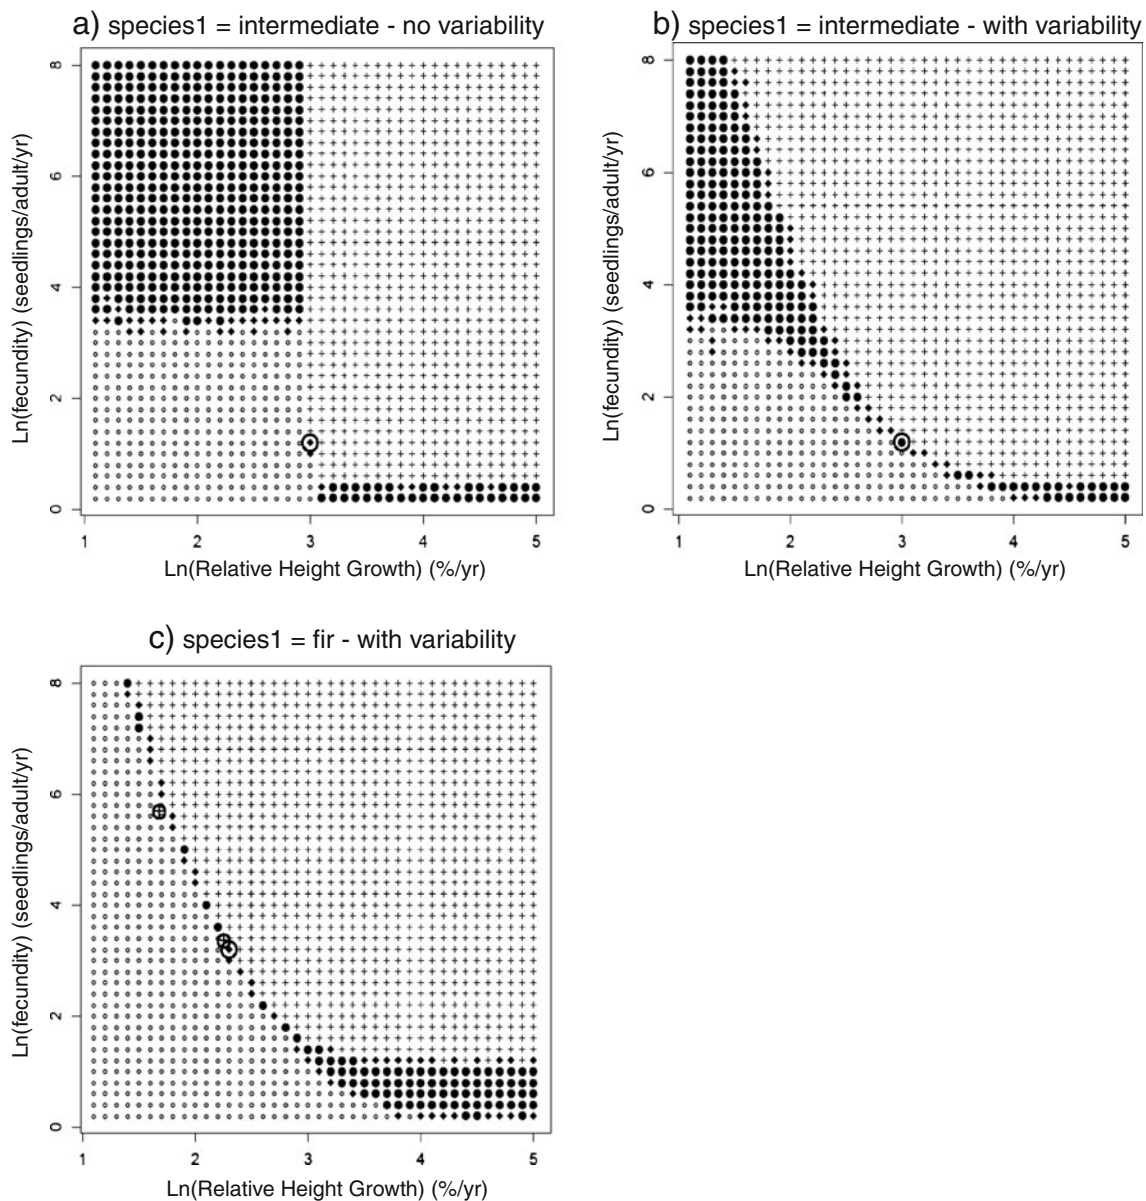 a) species1 = intermediate - no variability
Ln(fecundity) (seedlings/adult/yr)
8
6
4
2
0
1 2 3 4 5
Ln(Relative Height Growth) (%/yr)
b) species1 = intermediate - with variability
Ln(fecundity) (seedlings/adult/yr)
8
6
4
2
0
1 2 3 4 5
Ln(Relative Height Growth) (%/yr)
c) species1 = fir - with variability
Ln(fecundity) (seedlings/adult/yr)
8
6
4
2
0
1 2 3 4 5
Ln(Relative Height Growth) (%/yr)